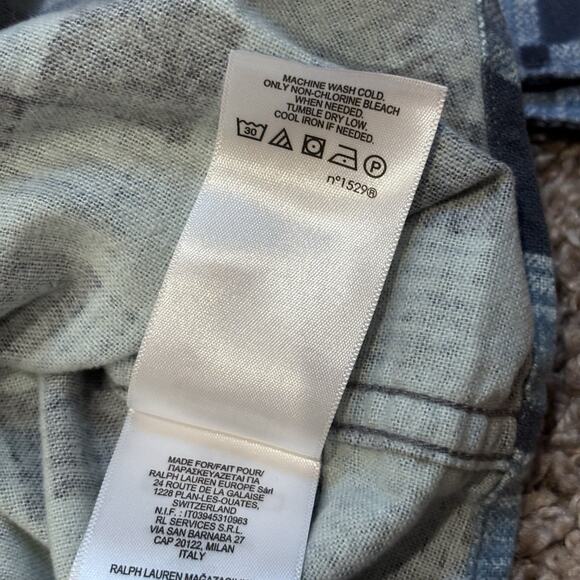 MACHINE WASH COLD.
ONLY NON-CHLORINE BLEACH
WHEN NEEDED.
TUMBLE DRY LOW.
COOL IRON IF NEEDED.
30 P
n°1529®
MADE FOR/FAIT POUR/
ΠΑΡΑΣΚΕΥΑΖΕΤΑΙ ΓΙΑ
RALPH LAUREN EUROPE Sàrl
24 ROUTE DE LA GALAISE
1228 PLAN-LES-OUATES,
SWITZERLAND
N.I.F. : IT03945310963
RL SERVICES S.R.L.
VIA SAN BARNABA 27
CAP 20122, MILAN
ITALY
RALPH LAUREN